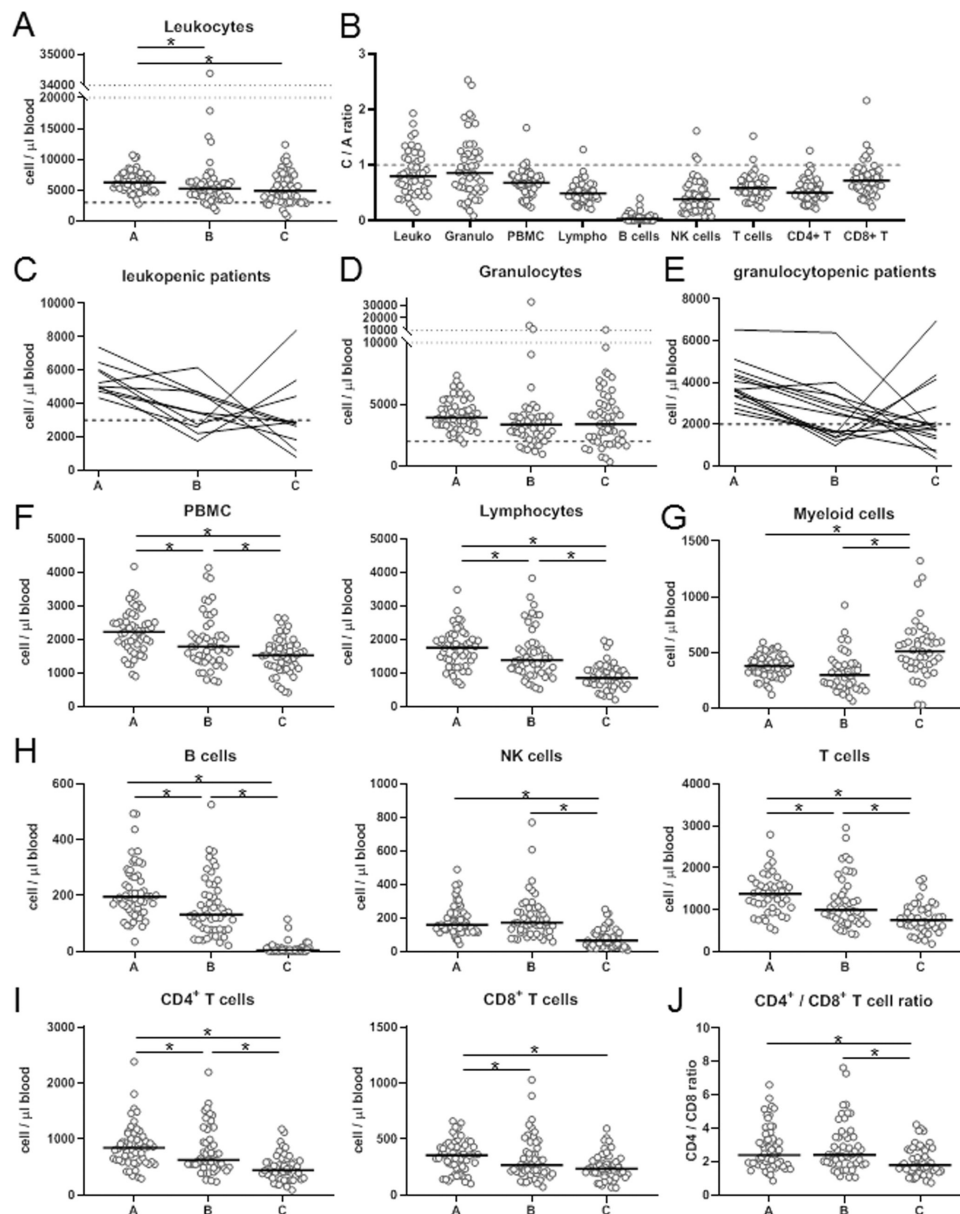 A
Leukocytes
*
*
35000
34000
20000
15000
10000
5000
0
cell / μl blood
A B C
B
3
2
1
0
C / A ratio
Leuko Granulo PBMC Lympho B cells NK cells T cells CD4+ T CD8+ T
C
leukopenic patients
10000
8000
6000
4000
2000
0
cell / μl blood
A B C
D
Granulocytes
30000
20000
10000
10000
5000
0
cell / μl blood
A B C
E
granulocytopenic patients
8000
6000
4000
2000
0
cell / μl blood
A B C
F
PBMC
*
* *
5000
4000
3000
2000
1000
0
cell / μl blood
A B C
Lymphocytes
*
* *
5000
4000
3000
2000
1000
0
cell / μl blood
A B C
G
Myeloid cells
*
*
1500
1000
500
0
cell / μl blood
A B C
H
B cells
*
* *
600
400
200
0
cell / μl blood
A B C
NK cells
*
*
1000
800
600
400
200
0
cell / μl blood
A B C
T cells
*
* *
4000
3000
2000
1000
0
cell / μl blood
A B C
I
CD4⁺ T cells
*
* *
3000
2000
1000
0
cell / μl blood
A B C
CD8⁺ T cells
*
*
1500
1000
500
0
cell / μl blood
A B C
J
CD4⁺ / CD8⁺ T cell ratio
*
*
10
8
6
4
2
0
CD4 / CD8 ratio
A B C